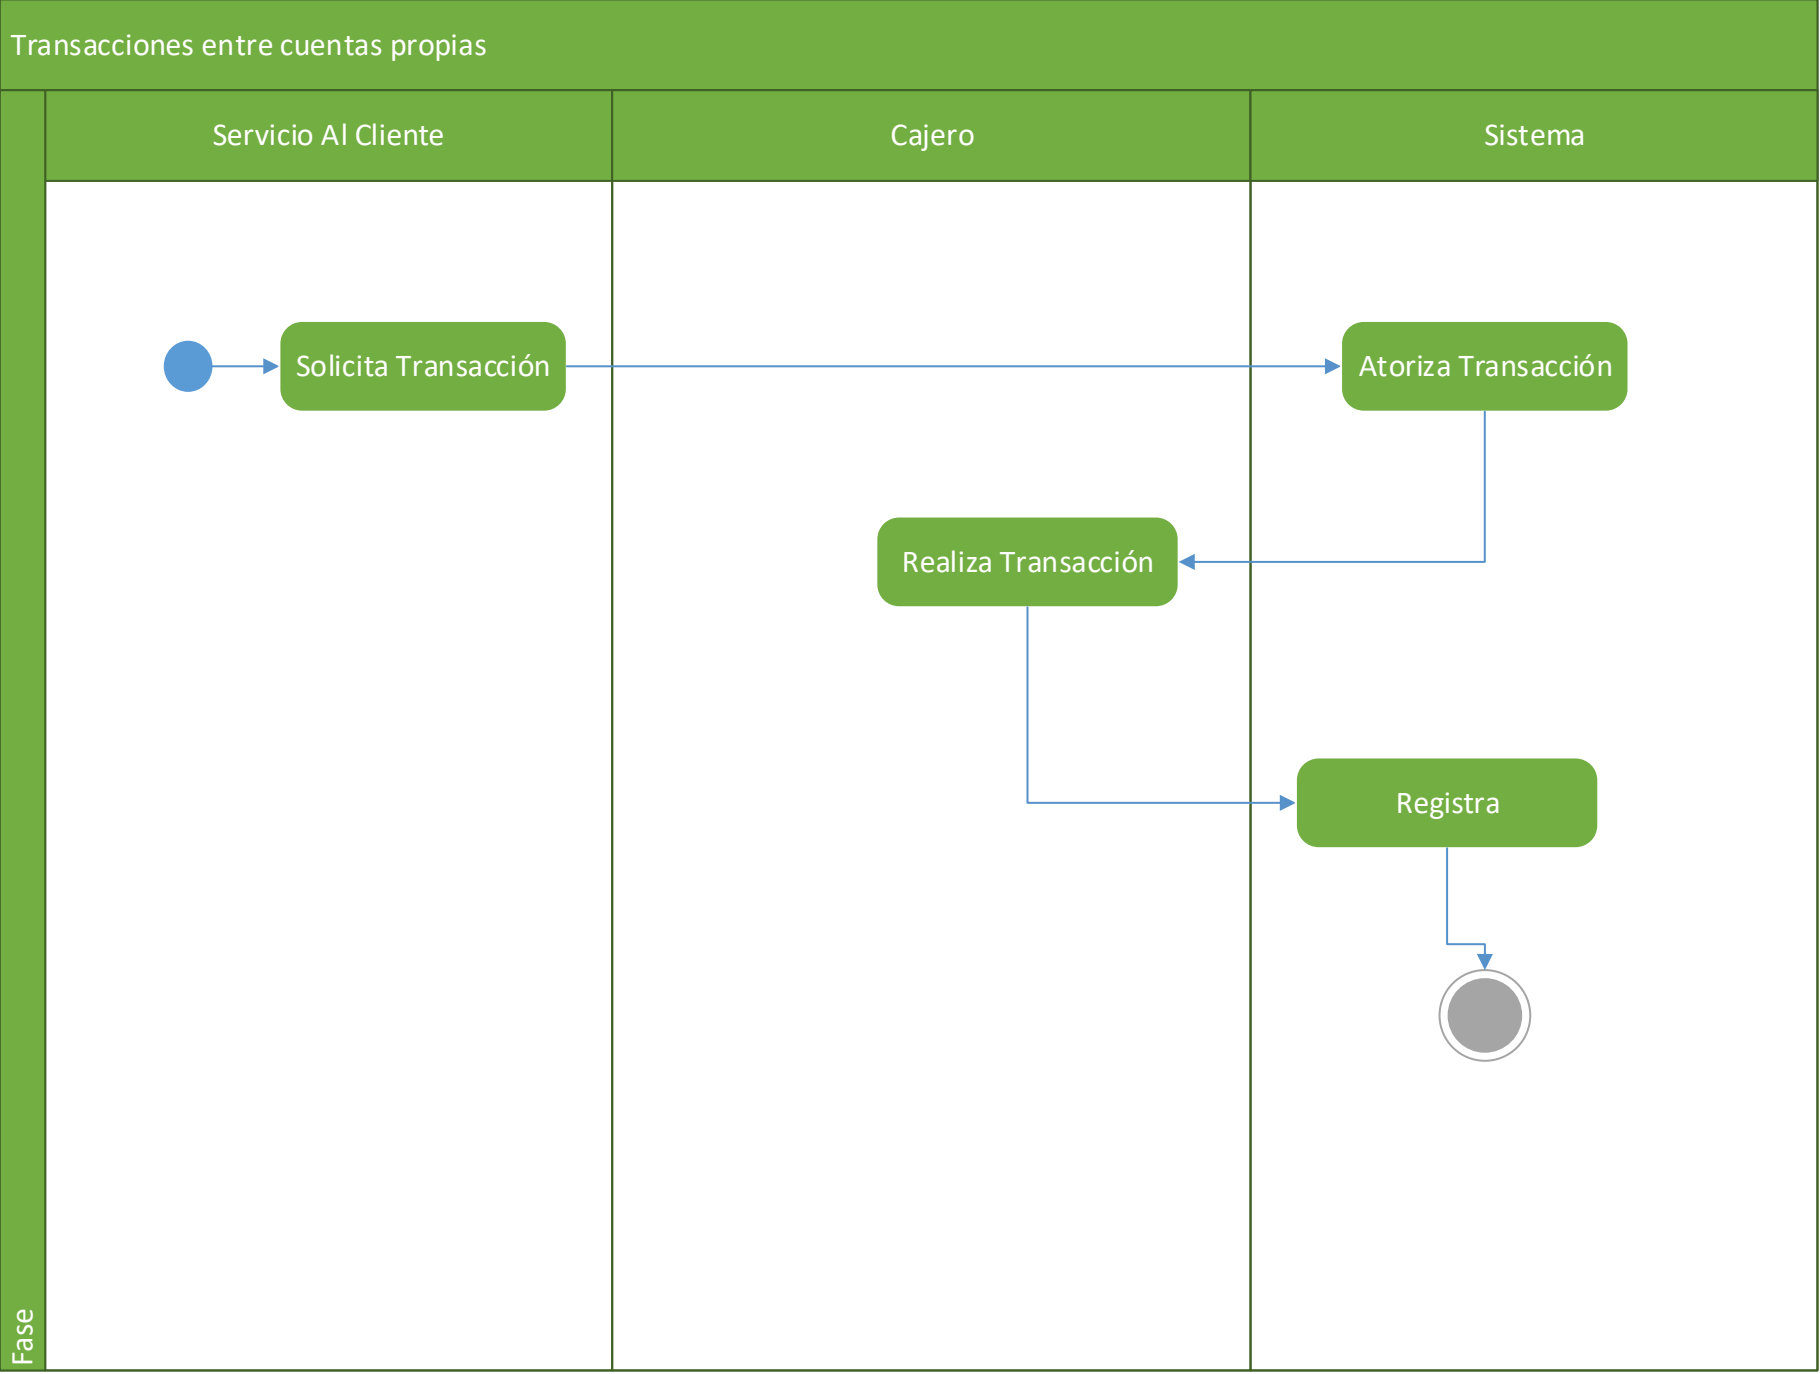 Transacciones entre cuentas propias
Servicio Al Cliente
Cajero
Sistema
Solicita Transacción
Atoriza Transacción
Realiza Transacción
Registra
Fase